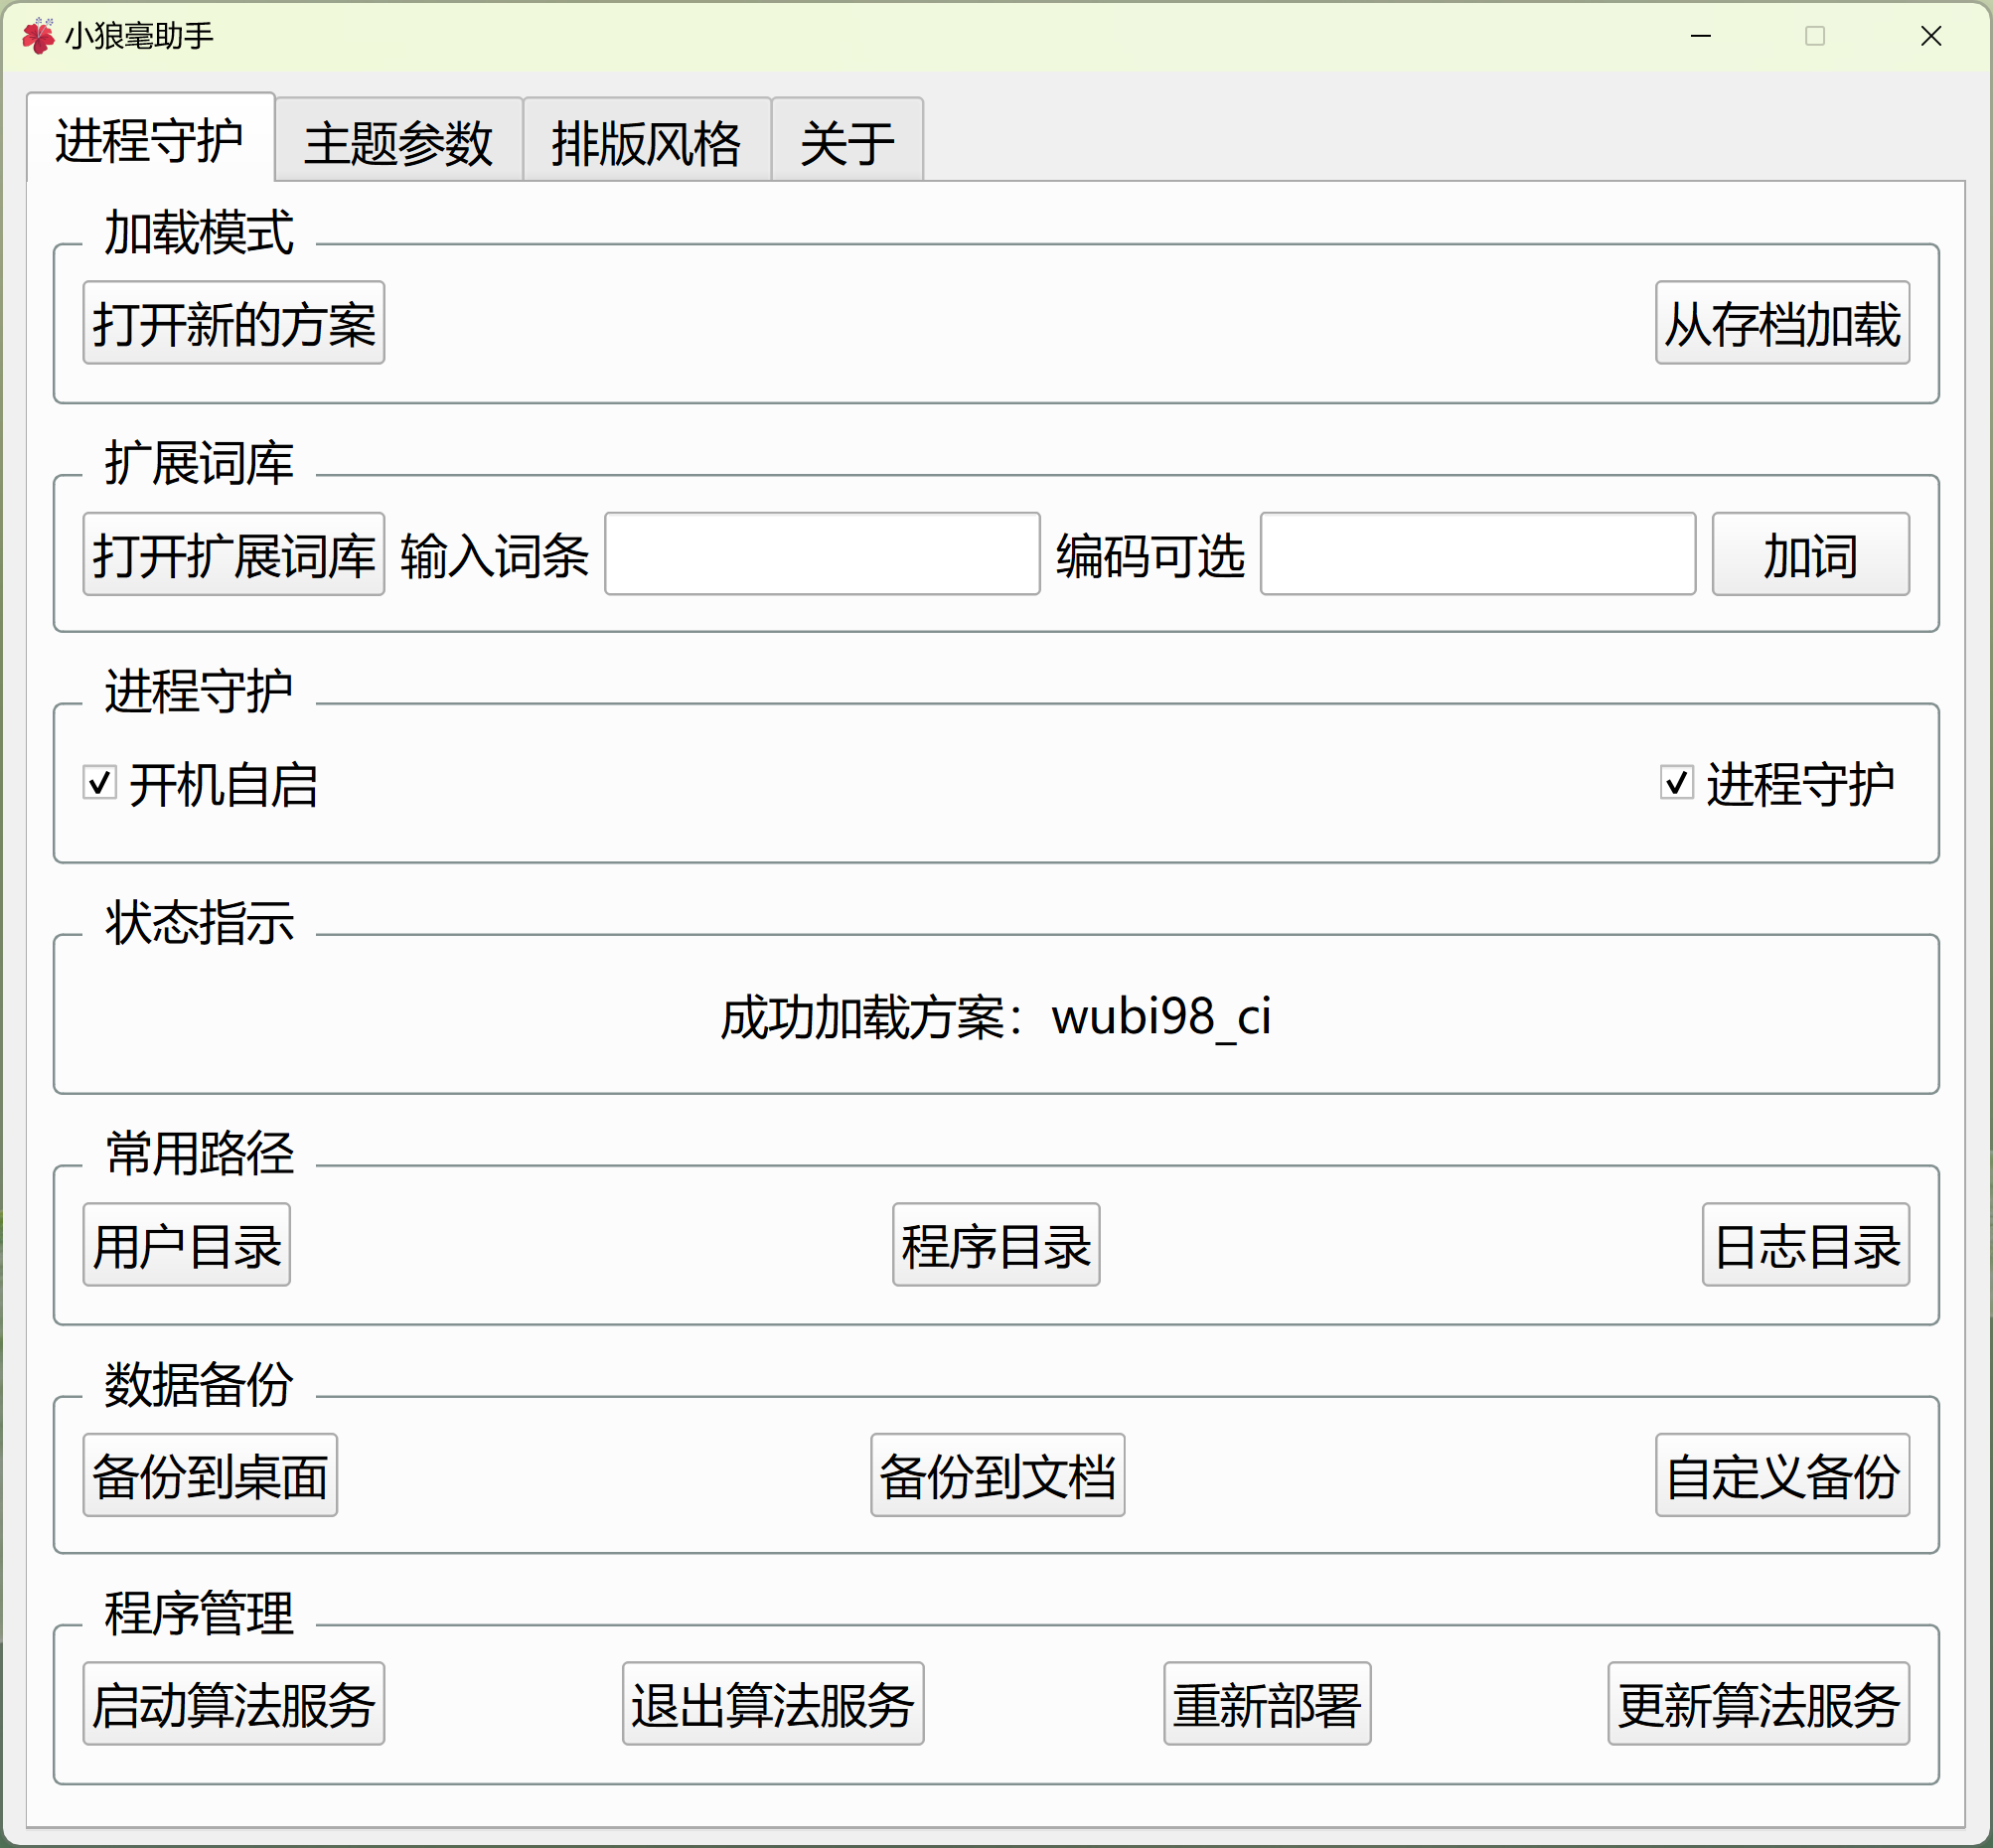 小狼毫助手
进程守护 主题参数 排版风格 关于
加载模式
打开新的方案 从存档加载
扩展词库
打开扩展词库 输入词条 编码可选 加词
进程守护
开机自启 进程守护
状态指示
成功加载方案：wubi98_ci
常用路径
用户目录 程序目录 日志目录
数据备份
备份到桌面 备份到文档 自定义备份
程序管理
启动算法服务 退出算法服务 重新部署 更新算法服务